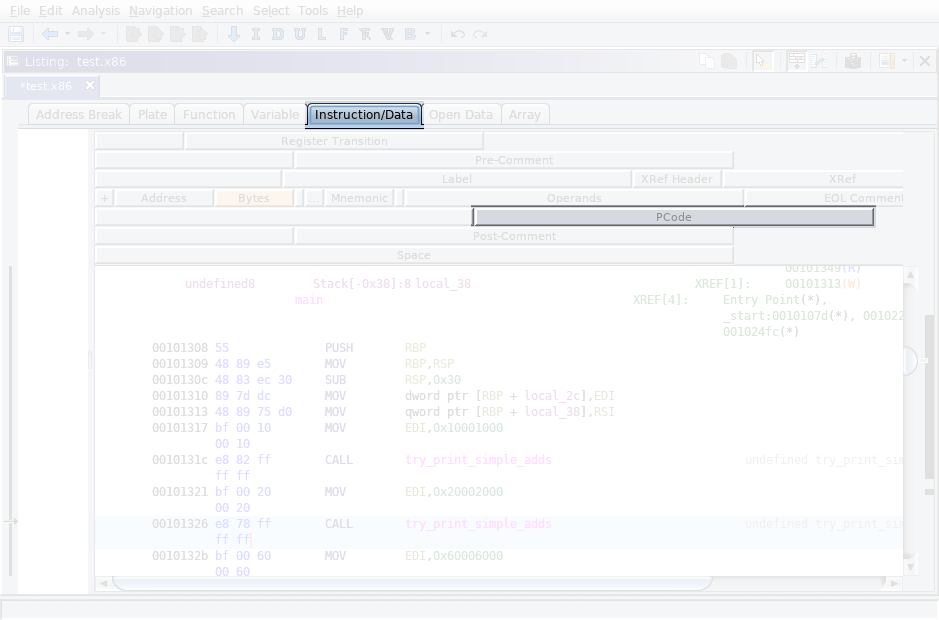 File Edit Analysis Navigation Search Select Tools Help
I D U L F R V B
Listing: test.x86
*test.x86
Address Break Plate Function Variable Instruction/Data Open Data Array
Register Transition
Pre-Comment
Label XRef Header XRef
+ Address Bytes ... Mnemonic Operands EOL Comment
PCode
Post-Comment
Space
00101349(R)
undefined8 Stack[-0x38]:8 local_38 XREF[1]: 00101313(W)
main XREF[4]: Entry Point(*),
_start:0010107d(*), 001022
001024fc(*)
00101308 55 PUSH RBP
00101309 48 89 e5 MOV RBP,RSP
0010130c 48 83 ec 30 SUB RSP,0x30
00101310 89 7d dc MOV dword ptr [RBP + local_2c],EDI
00101313 48 89 75 d0 MOV qword ptr [RBP + local_38],RSI
00101317 bf 00 10 MOV EDI,0x10001000
00 10
0010131c e8 82 ff CALL try_print_simple_adds undefined try_print_sim
ff ff
00101321 bf 00 20 MOV EDI,0x20002000
00 20
00101326 e8 78 ff CALL try_print_simple_adds undefined try_print_sim
ff ff
0010132b bf 00 60 MOV EDI,0x60006000
00 60